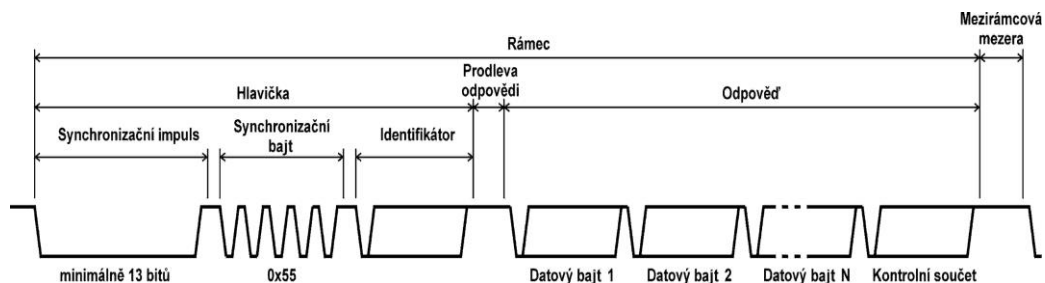 Mezirámcová
mezera
Rámec
Prodleva
odpovědi
Hlavička
Odpověď
Synchronizační impuls
Synchronizační
bajt
Identifikátor
minimálně 13 bitů
0x55
Datový bajt 1
Datový bajt 2
Datový bajt N
Kontrolní součet